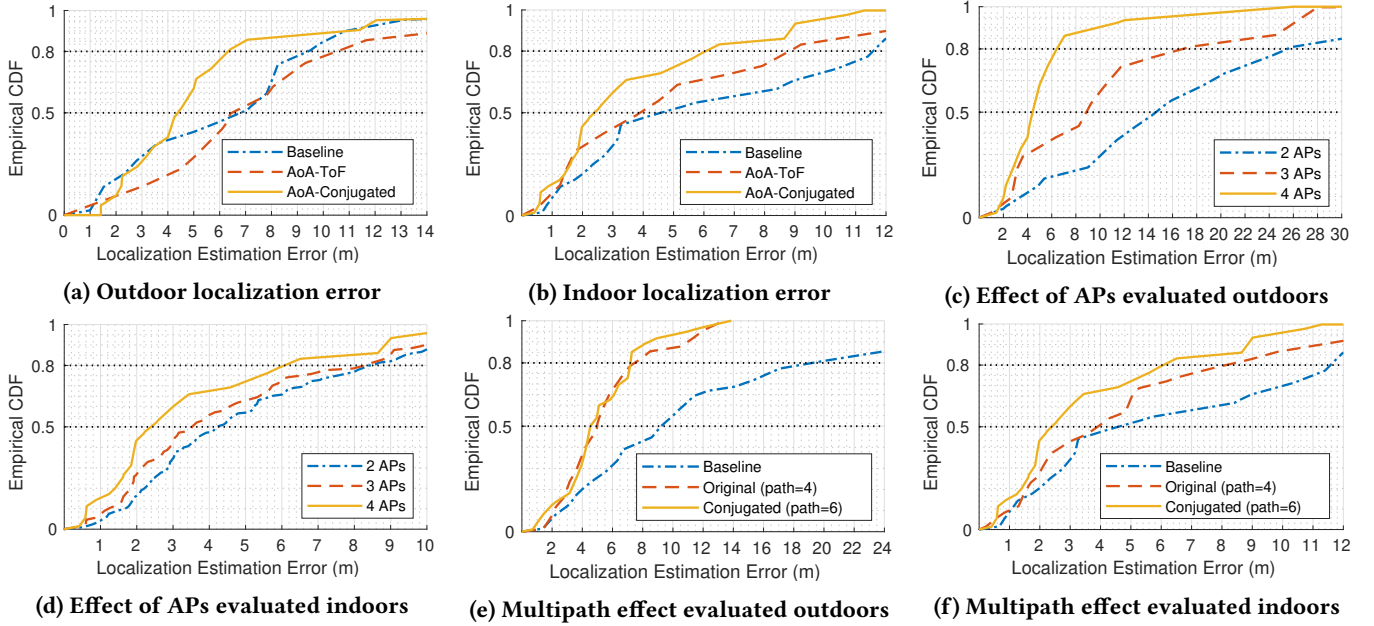 1
0.8
0.5
0
Empirical CDF
0 1 2 3 4 5 6 7 8 9 10 11 12 13 14
Localization Estimation Error (m)
Baseline
AoA-ToF
AoA-Conjugated
(a) Outdoor localization error
1
0.8
0.5
0
Empirical CDF
0 1 2 3 4 5 6 7 8 9 10 11 12
Localization Estimation Error (m)
Baseline
AoA-ToF
AoA-Conjugated
(b) Indoor localization error
1
0.8
0.5
0
Empirical CDF
2 4 6 8 10 12 14 16 18 20 22 24 26 28 30
Localization Estimation Error (m)
2 APs
3 APs
4 APs
(c) Effect of APs evaluated outdoors
1
0.8
0.5
0
Empirical CDF
1 2 3 4 5 6 7 8 9 10
Localization Estimation Error (m)
2 APs
3 APs
4 APs
(d) Effect of APs evaluated indoors
1
0.8
0.5
0
Empirical CDF
2 4 6 8 10 12 14 16 18 20 22 24
Localization Estimation Error (m)
Baseline
Original (path=4)
Conjugated (path=6)
(e) Multipath effect evaluated outdoors
1
0.8
0.5
0
Empirical CDF
1 2 3 4 5 6 7 8 9 10 11 12
Localization Estimation Error (m)
Baseline
Original (path=4)
Conjugated (path=6)
(f) Multipath effect evaluated indoors